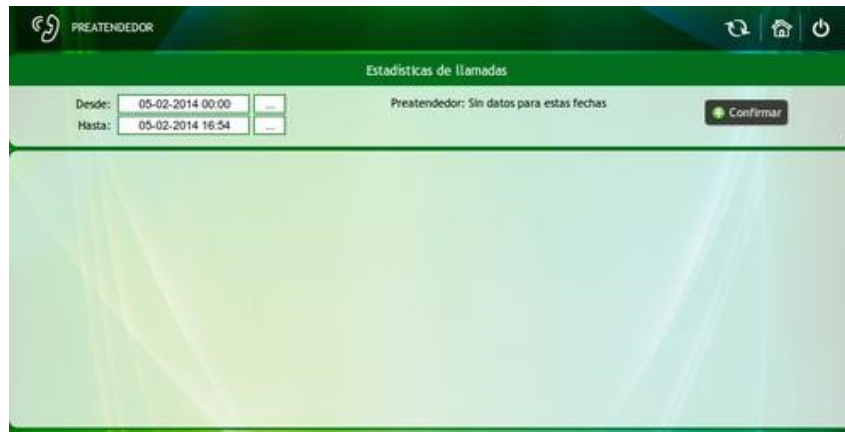 PREATENDEDOR
Estadísticas de llamadas
Desde: 05-02-2014 00:00 ...
Preatendedor: Sin datos para estas fechas
Confirmar
Hasta: 05-02-2014 16:54 ...